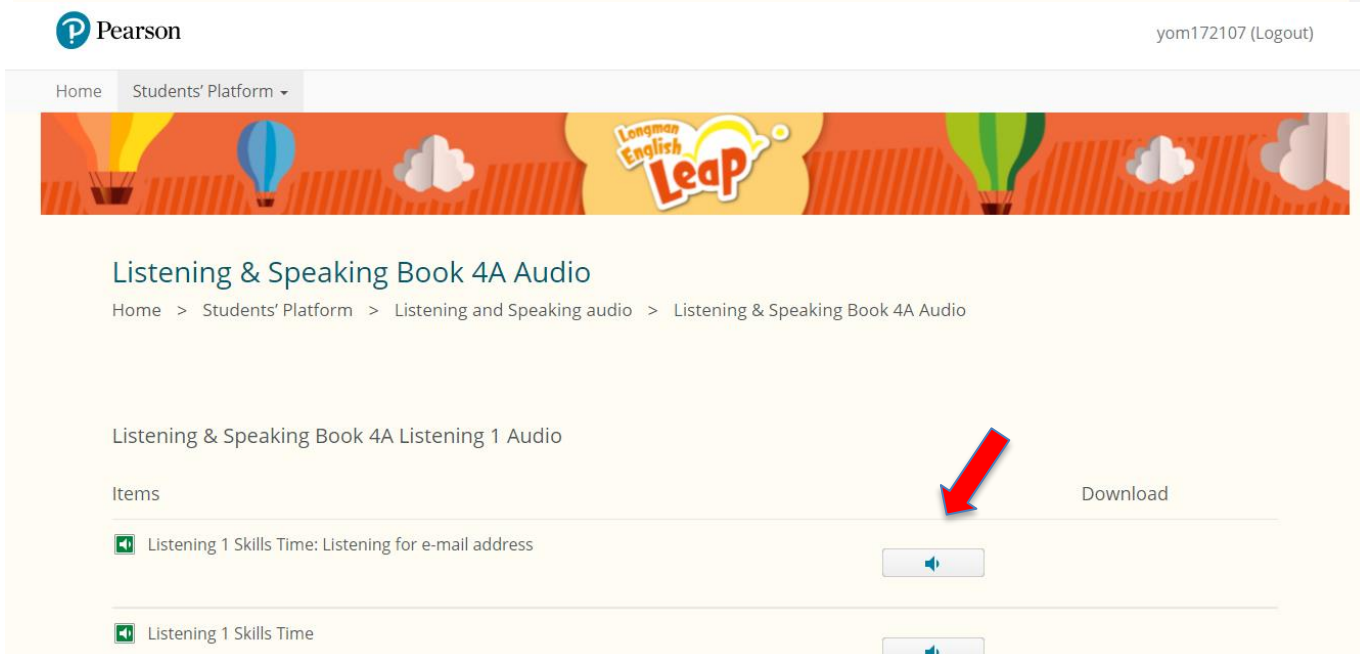 Pearson
yom172107 (Logout)
Home Students' Platform
Longman
English
Leap
Listening & Speaking Book 4A Audio
Home > Students' Platform > Listening and Speaking audio > Listening & Speaking Book 4A Audio
Listening & Speaking Book 4A Listening 1 Audio
Items Download
Listening 1 Skills Time: Listening for e-mail address
Listening 1 Skills Time